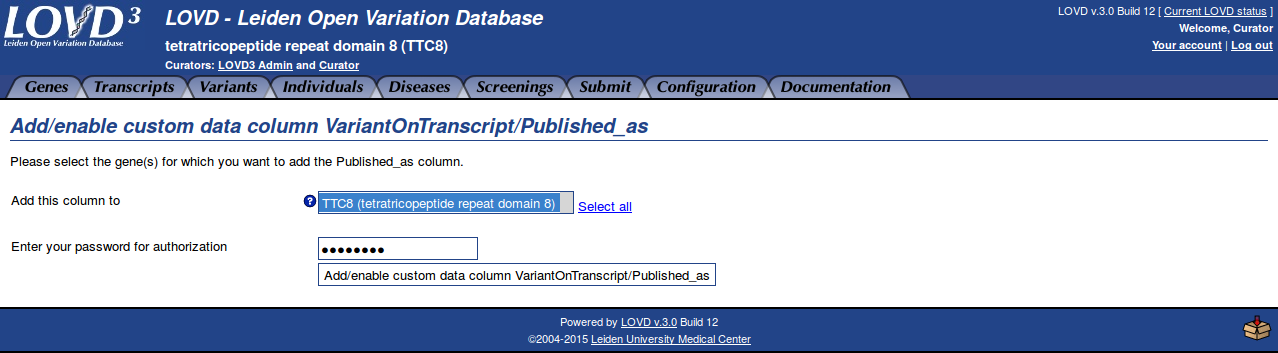 LOVD 3
Leiden Open Variation Database
LOVD - Leiden Open Variation Database
tetratricopeptide repeat domain 8 (TTC8)
Curators: LOVD3 Admin and Curator
LOVD v.3.0 Build 12 [ Current LOVD status ]
Welcome, Curator
Your account | Log out
Genes Transcripts Variants Individuals Diseases Screenings Submit Configuration Documentation
Add/enable custom data column VariantOnTranscript/Published_as
Please select the gene(s) for which you want to add the Published_as column.
Add this column to ? TTC8 (tetratricopeptide repeat domain 8) Select all
Enter your password for authorization ●●●●●●●●
Add/enable custom data column VariantOnTranscript/Published_as
Powered by LOVD v.3.0 Build 12
©2004-2015 Leiden University Medical Center